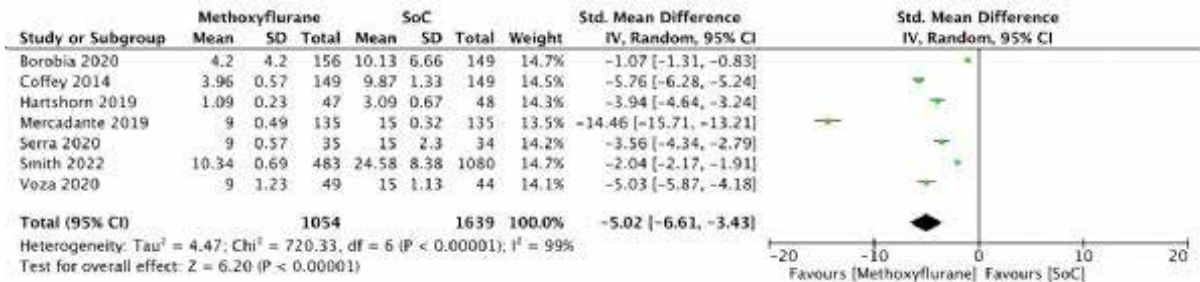 Methoxyflurane SoC Std. Mean Difference Std. Mean Difference
Study or Subgroup Mean SD Total Mean SD Total Weight IV, Random, 95% CI IV, Random, 95% CI
Borobia 2020 4.2 4.2 156 10.13 6.66 149 14.7% -1.07 [-1.31, -0.83]
Coffey 2014 3.96 0.57 149 9.87 1.33 149 14.5% -5.76 [-6.28, -5.24]
Hartshorn 2019 1.09 0.23 47 3.09 0.67 48 14.3% -3.94 [-4.64, -3.24]
Mercadante 2019 9 0.49 135 15 0.32 135 13.5% -14.46 [-15.71, -13.21]
Serra 2020 9 0.57 35 15 2.3 34 14.2% -3.56 [-4.34, -2.79]
Smith 2022 10.34 0.69 483 24.58 8.38 1080 14.7% -2.04 [-2.17, -1.91]
Voza 2020 9 1.23 49 15 1.13 44 14.1% -5.03 [-5.87, -4.18]
Total (95% CI) 1054 1639 100.0% -5.02 [-6.61, -3.43]
Heterogeneity: Tau² = 4.47; Chi² = 720.33, df = 6 (P < 0.00001); I² = 99%
Test for overall effect: Z = 6.20 (P < 0.00001)
-20 -10 0 10 20
Favours [Methoxyflurane] Favours [SoC]